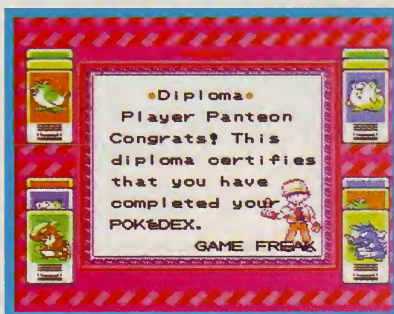 Diploma
Player Panteon
Congrats! This
diploma certifies
that you have
completed your
POKéDEX.
GAME FREAK